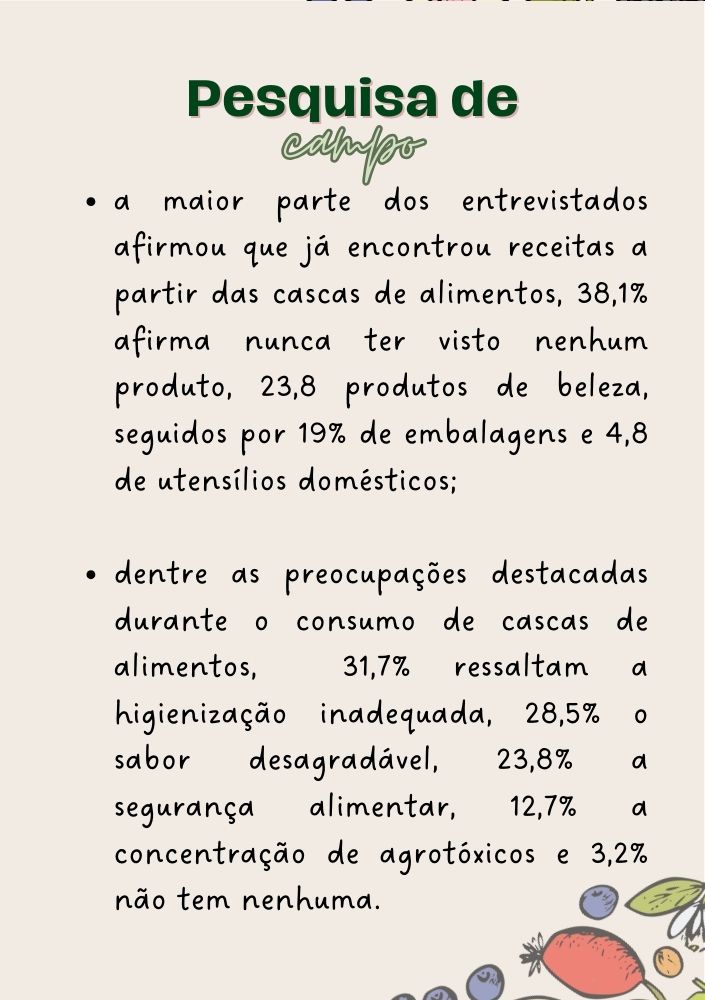 Pesquisa de
campo
• a maior parte dos entrevistados
afirmou que já encontrou receitas a
partir das cascas de alimentos, 38,1%
afirma nunca ter visto nenhum
produto, 23,8 produtos de beleza,
seguidos por 19% de embalagens e 4,8
de utensílios domésticos;
• dentre as preocupações destacadas
durante o consumo de cascas de
alimentos, 31,7% ressaltam a
higienização inadequada, 28,5% o
sabor desagradável, 23,8% a
segurança alimentar, 12,7% a
concentração de agrotóxicos e 3,2%
não tem nenhuma.